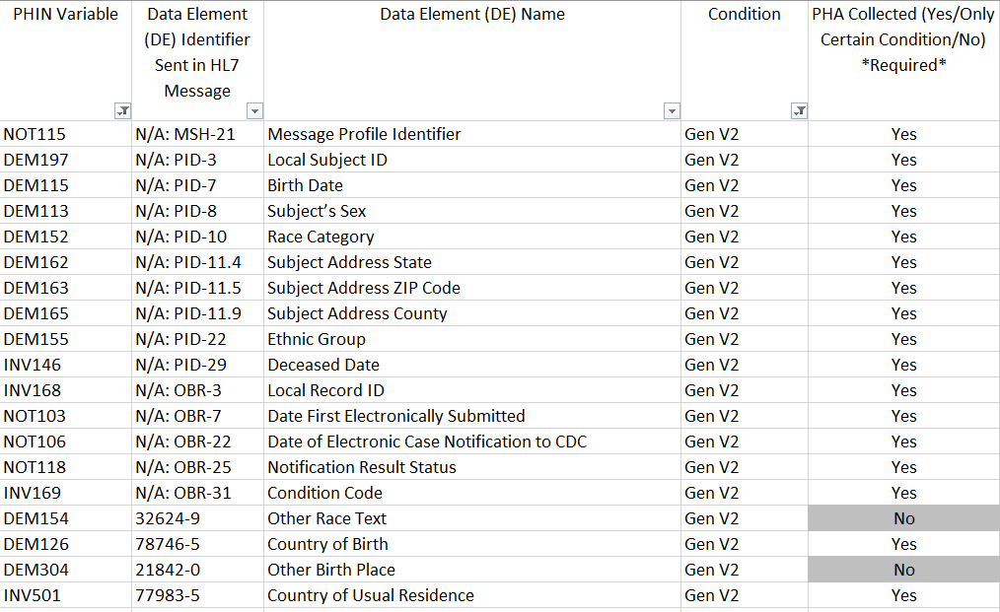 PHIN Variable
Data Element
(DE) Identifier
Sent in HL7
Message
Data Element (DE) Name
Condition
PHA Collected (Yes/Only
Certain Condition/No)
*Required*
NOT115 N/A: MSH-21 Message Profile Identifier Gen V2 Yes
DEM197 N/A: PID-3 Local Subject ID Gen V2 Yes
DEM115 N/A: PID-7 Birth Date Gen V2 Yes
DEM113 N/A: PID-8 Subject’s Sex Gen V2 Yes
DEM152 N/A: PID-10 Race Category Gen V2 Yes
DEM162 N/A: PID-11.4 Subject Address State Gen V2 Yes
DEM163 N/A: PID-11.5 Subject Address ZIP Code Gen V2 Yes
DEM165 N/A: PID-11.9 Subject Address County Gen V2 Yes
DEM155 N/A: PID-22 Ethnic Group Gen V2 Yes
INV146 N/A: PID-29 Deceased Date Gen V2 Yes
INV168 N/A: OBR-3 Local Record ID Gen V2 Yes
NOT103 N/A: OBR-7 Date First Electronically Submitted Gen V2 Yes
NOT106 N/A: OBR-22 Date of Electronic Case Notification to CDC Gen V2 Yes
NOT118 N/A: OBR-25 Notification Result Status Gen V2 Yes
INV169 N/A: OBR-31 Condition Code Gen V2 Yes
DEM154 32624-9 Other Race Text Gen V2 No
DEM126 78746-5 Country of Birth Gen V2 Yes
DEM304 21842-0 Other Birth Place Gen V2 No
INV501 77983-5 Country of Usual Residence Gen V2 Yes